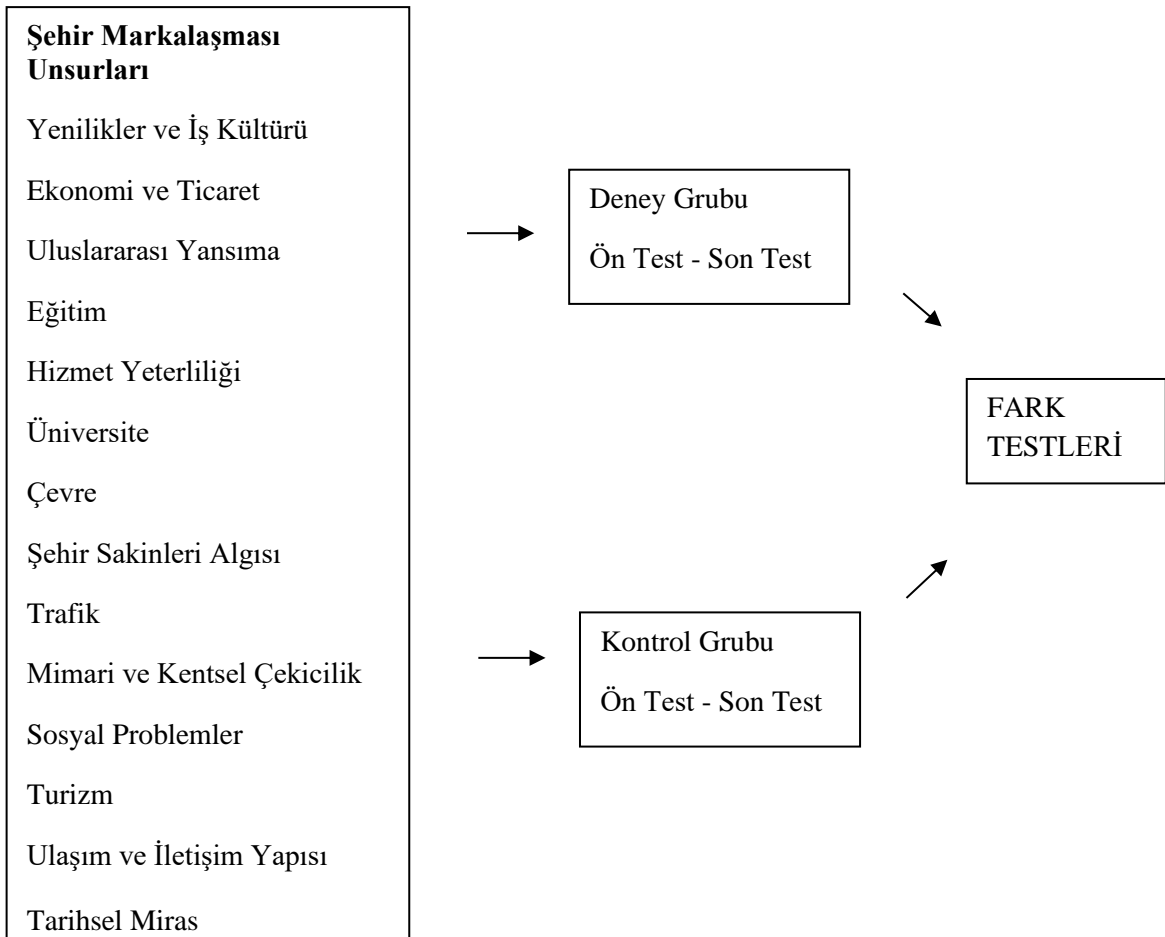 Şehir Markalaşması
Unsurları
Yenilikler ve İş Kültürü
Ekonomi ve Ticaret
Uluslararası Yansıma
Eğitim
Hizmet Yeterliliği
Üniversite
Çevre
Şehir Sakinleri Algısı
Trafik
Mimari ve Kentsel Çekicilik
Sosyal Problemler
Turizm
Ulaşım ve İletişim Yapısı
Tarihsel Miras
Deney Grubu
Ön Test - Son Test
Kontrol Grubu
Ön Test - Son Test
FARK
TESTLERİ